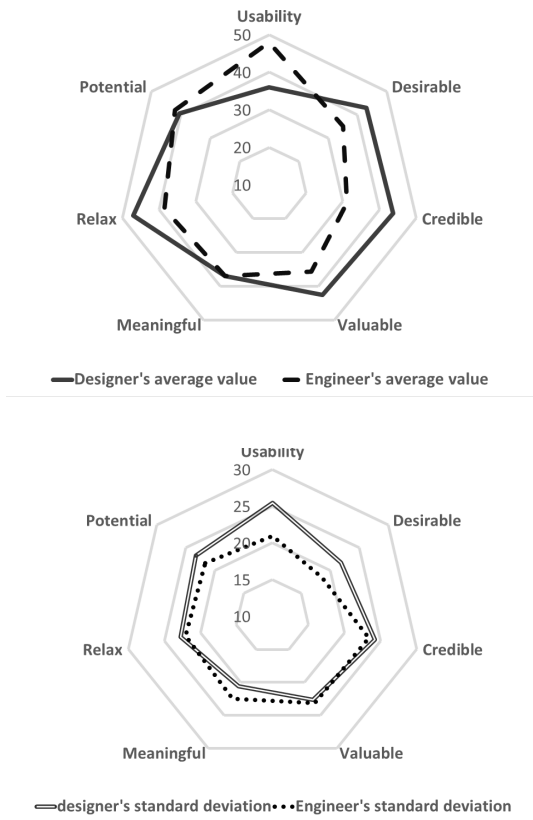 Usability
50
Potential
40
Desirable
30
20
10
Relax
Credible
Meaningful
Valuable
Designer's average value
Engineer's average value
Usability
30
Potential
25
Desirable
20
15
10
Relax
Credible
Meaningful
Valuable
designer's standard deviation
Engineer's standard deviation